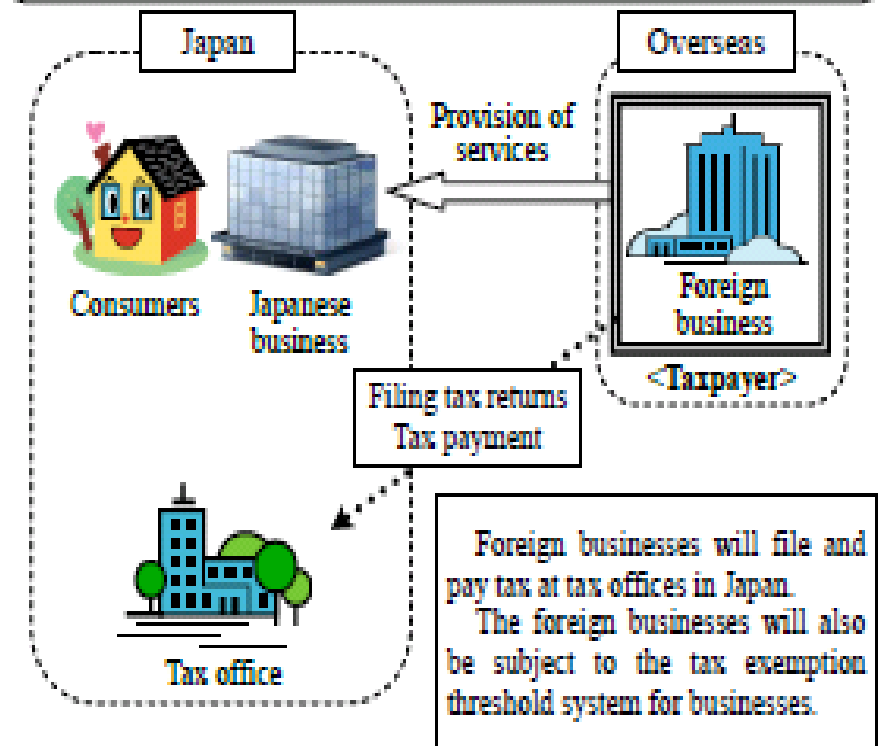 Japan
Overseas
Provision of
services
Consumers
Japanese
business
Foreign
business
<Taxpayer>
Filing tax returns
Tax payment
Tax office
Foreign businesses will file and
pay tax at tax offices in Japan.
The foreign businesses will also
be subject to the tax exemption
threshold system for businesses.